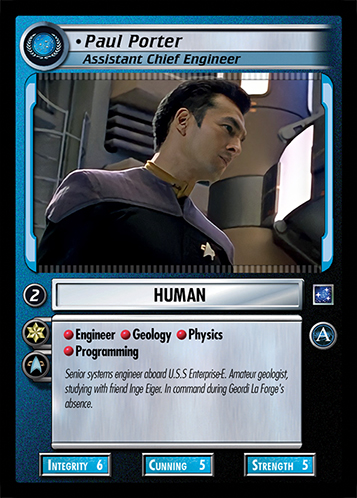 • Paul Porter
Assistant Chief Engineer
2
HUMAN
A
Engineer Geology Physics
Programming
Senior systems engineer aboard U.S.S Enterprise-E. Amateur geologist,
studying with friend Inge Eiger. In command during Geordi La Forge's
absence.
INTEGRITY 6 CUNNING 5 STRENGTH 5